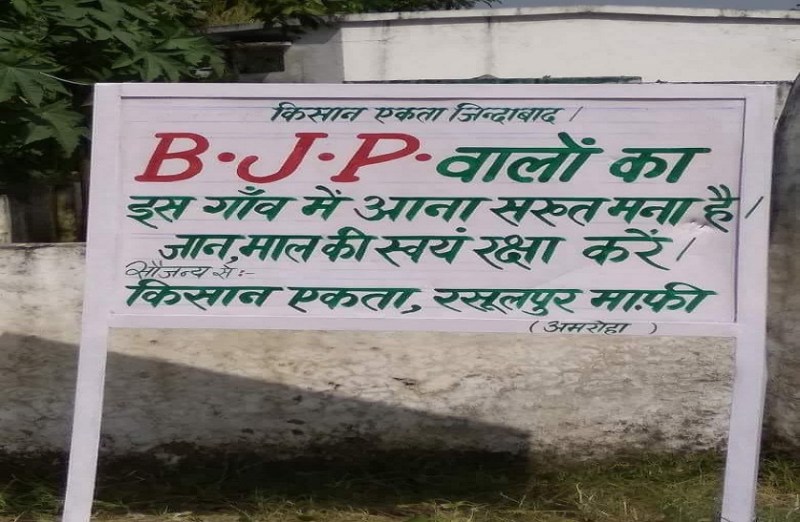 किसान एकता जिन्दाबाद।
B.J.P. वालों का
इस गाँव में आना सख्त मना है।
जान, माल की स्वयं रक्षा करें।
सौजन्य से:-
किसान एकता, रसूलपुर माफ़ी
(अमरोहा )